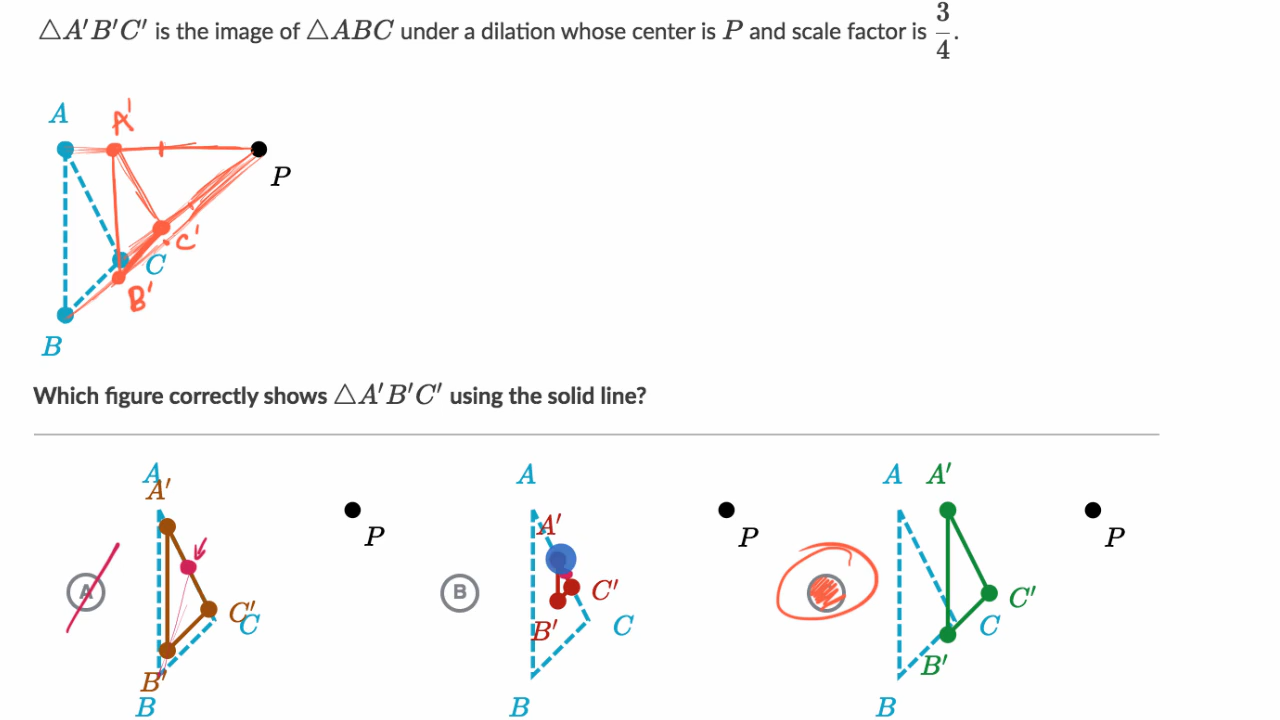 △A′B′C′ is the image of △ABC under a dilation whose center is P and scale factor is 3/4.
A A′
P
C′
C
B′
B
Which figure correctly shows △A′B′C′ using the solid line?
A A A A′
A′
P P P
A′
A B C′ C′
C′ C C C
B′ B′
B′
B B B